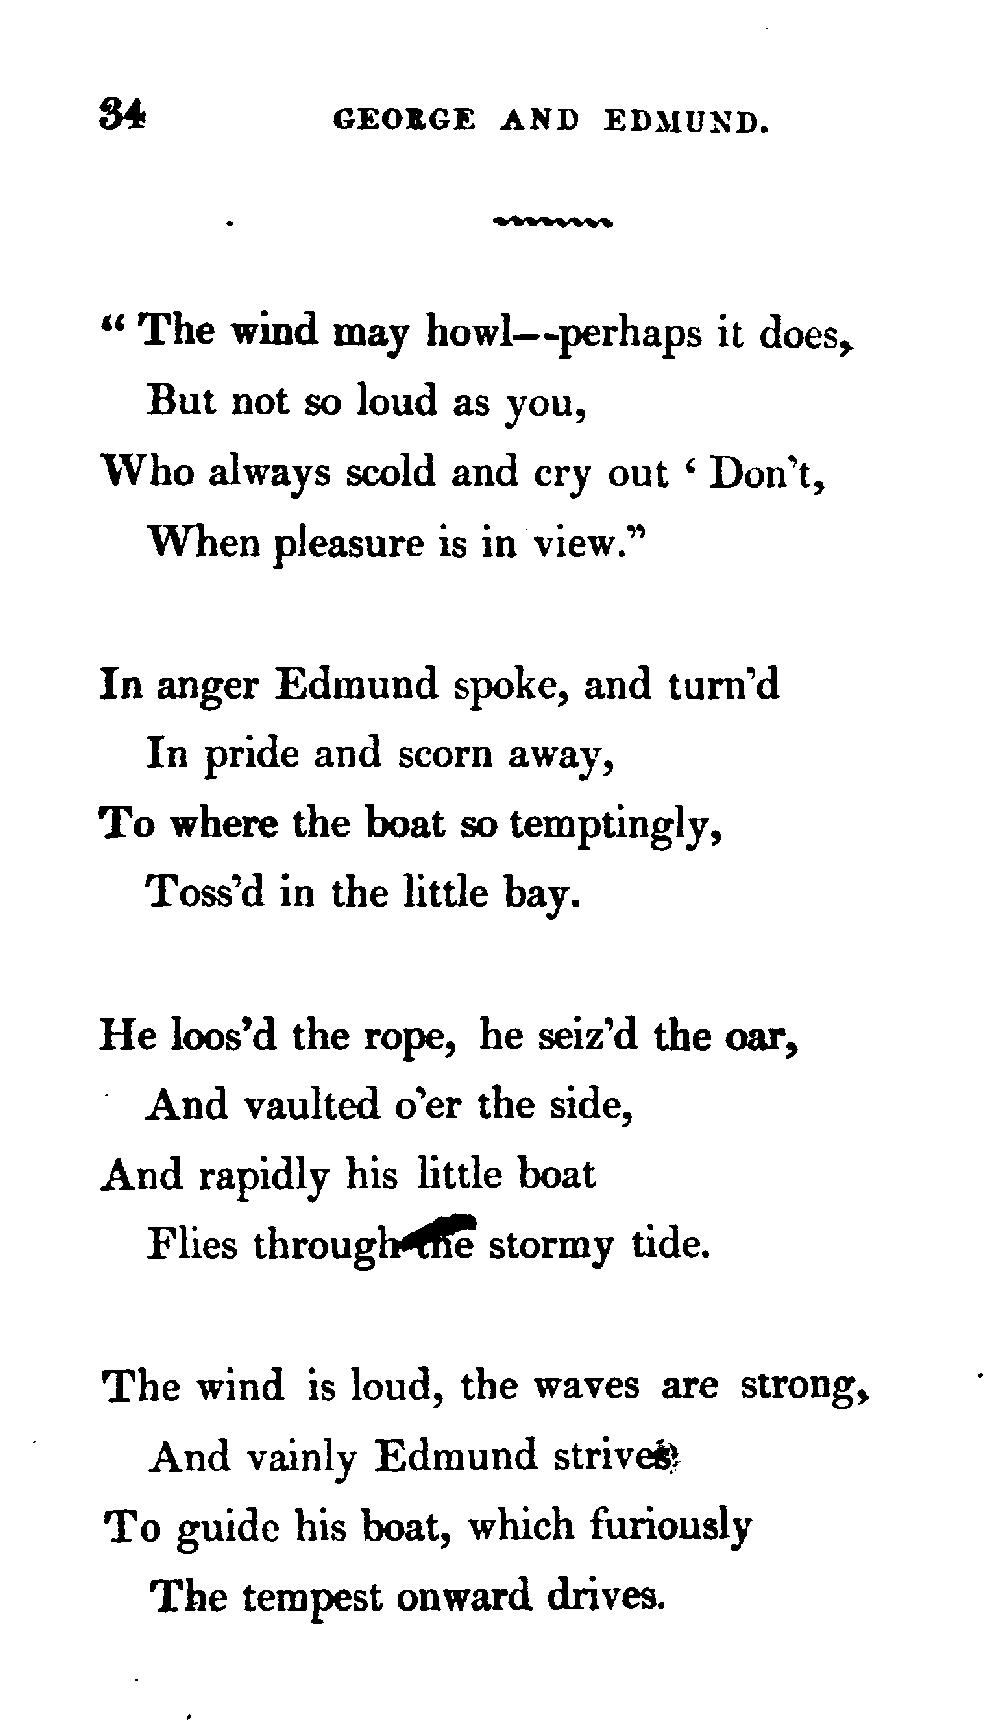 34 GEORGE AND EDMUND.
“ The wind may howl—-perhaps it does,
But not so loud as you,
Who always scold and cry out ‘ Don't,
When pleasure is in view.”
In anger Edmund spoke, and turn'd
In pride and scorn away,
To where the boat so temptingly,
Toss'd in the little bay.
He loos'd the rope, he seiz'd the oar,
And vaulted o'er the side,
And rapidly his little boat
Flies through the stormy tide.
The wind is loud, the waves are strong,
And vainly Edmund strives
To guide his boat, which furiously
The tempest onward drives.